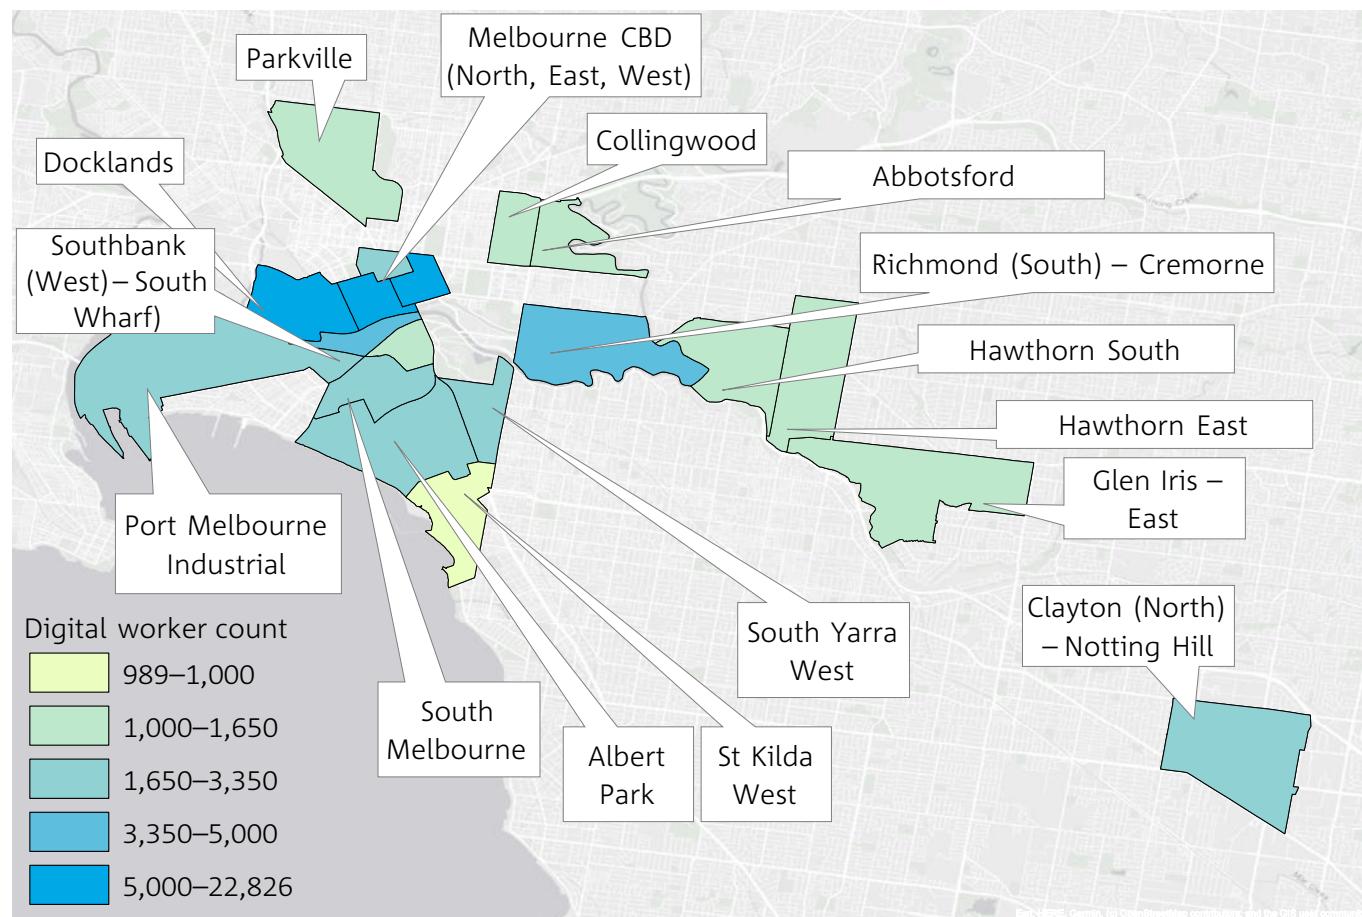 Parkville
Melbourne CBD
(North, East, West)
Collingwood
Docklands
Abbotsford
Southbank
(West) – South
Wharf)
Richmond (South) – Cremorne
Hawthorn South
Hawthorn East
Glen Iris –
East
Port Melbourne
Industrial
Clayton (North)
– Notting Hill
South Yarra
West
South
Melbourne
Albert
Park
St Kilda
West
Digital worker count
989–1,000
1,000–1,650
1,650–3,350
3,350–5,000
5,000–22,826